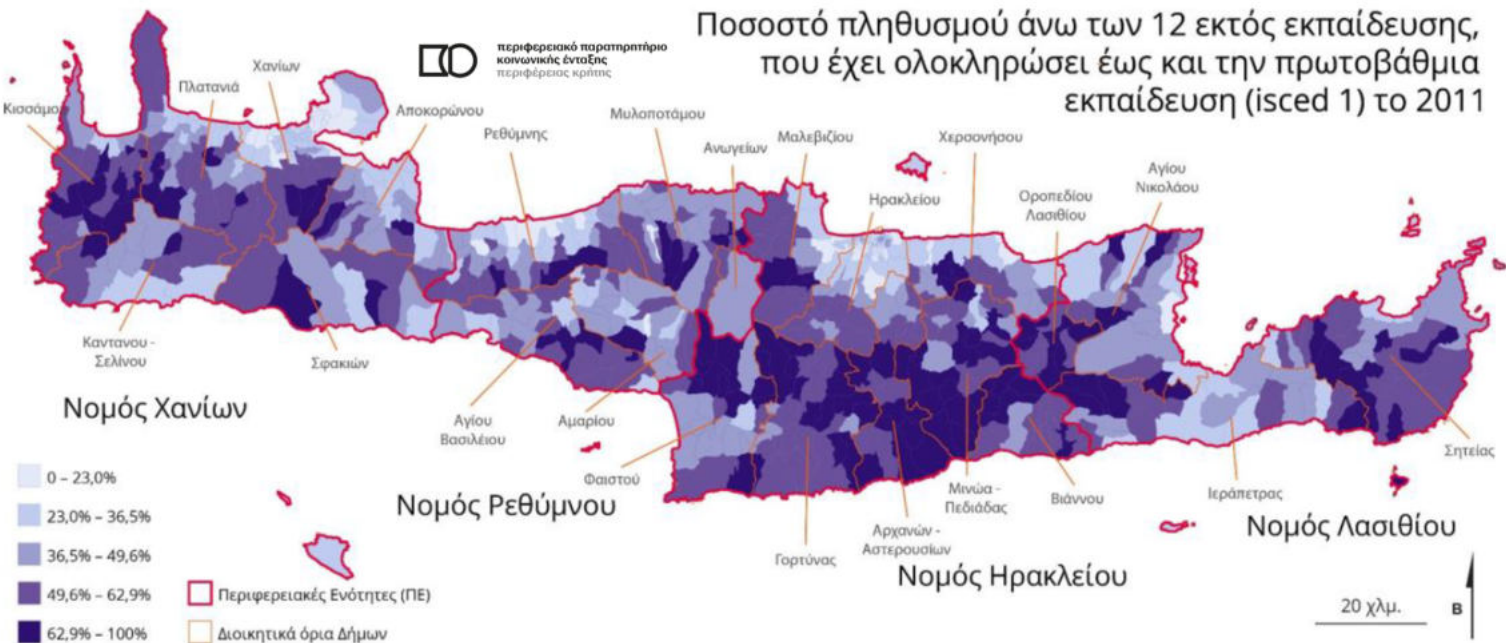 Ποσοστό πληθυσμού άνω των 12 εκτός εκπαίδευσης,
που έχει ολοκληρώσει έως και την πρωτοβάθμια
εκπαίδευση (isced 1) το 2011
περιφερειακό παρατηρητήριο
κοινωνικής ένταξης
περιφέρειας κρήτης
Κισσάμου
Πλατανιά
Χανίων
Αποκορώνου
Ρεθύμνης
Μυλοποτάμου
Ανωγείων
Μαλεβιζίου
Ηρακλείου
Χερσονήσου
Οροπεδίου
Λασιθίου
Αγίου
Νικολάου
Καντανου -
Σελίνου
Σφακιών
Αγίου
Βασιλείου
Αμαρίου
Φαιστού
Γορτύνας
Αρχανών -
Αστερουσίων
Μινώα -
Πεδιάδας
Βιάννου
Ιεράπετρας
Σητείας
Νομός Χανίων
Νομός Ρεθύμνου
Νομός Ηρακλείου
Νομός Λασιθίου
0 – 23,0%
23,0% – 36,5%
36,5% – 49,6%
49,6% – 62,9%
62,9% – 100%
Περιφερειακές Ενότητες (ΠΕ)
Διοικητικά όρια Δήμων
20 χλμ.
Β